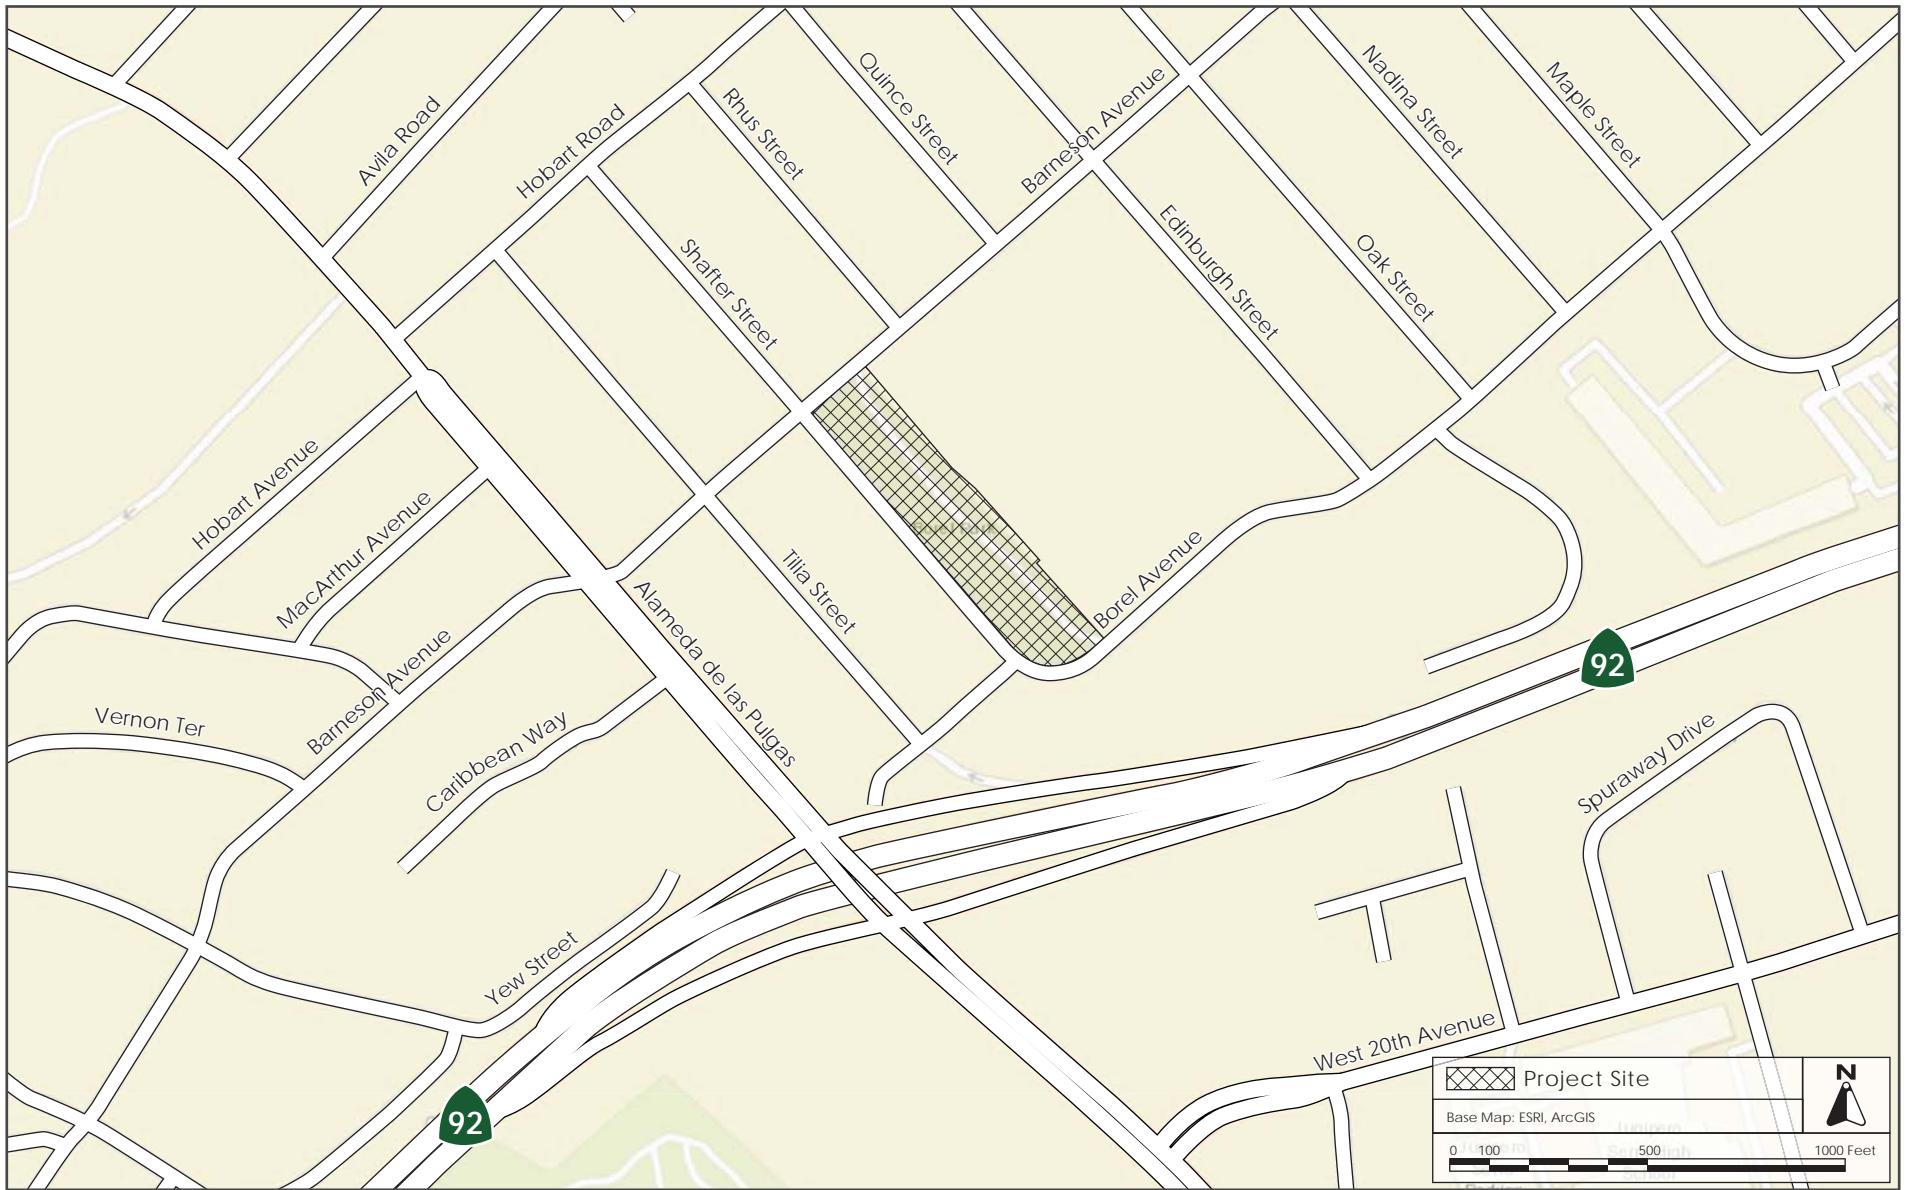 Avila Road
Hobart Road
Rhus Street
Quince Street
Barneson Avenue
Nadina Street
Maple Street
Shafter Street
Edinburgh Street
Oak Street
Hobart Avenue
MacArthur Avenue
Barneson Avenue
Tilia Street
Borel Avenue
Alameda de las Pulgas
Vernon Ter
Caribbean Way
92
Spuraway Drive
Yew Street
West 20th Avenue
92
Project Site
N
Base Map: ESRI, ArcGIS
0 100 500 1000 Feet